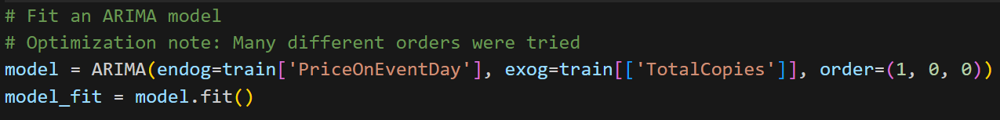 # Fit an ARIMA model
# Optimization note: Many different orders were tried
model = ARIMA(endog=train['PriceOnEventDay'], exog=train[['TotalCopies']], order=(1, 0, 0))
model_fit = model.fit()